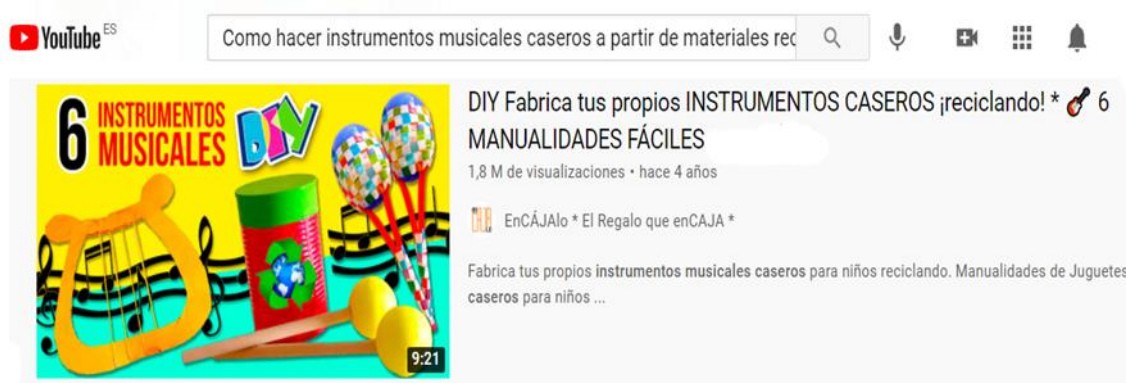 YouTube ES
Como hacer instrumentos musicales caseros a partir de materiales rec
6 INSTRUMENTOS
MUSICALES
DIY
9:21
DIY Fabrica tus propios INSTRUMENTOS CASEROS ¡reciclando! * 🎸 6
MANUALIDADES FÁCILES
1,8 M de visualizaciones • hace 4 años
EnCÁJAlo * El Regalo que enCAJA *
Fabrica tus propios instrumentos musicales caseros para niños reciclando. Manualidades de Juguetes
caseros para niños ...